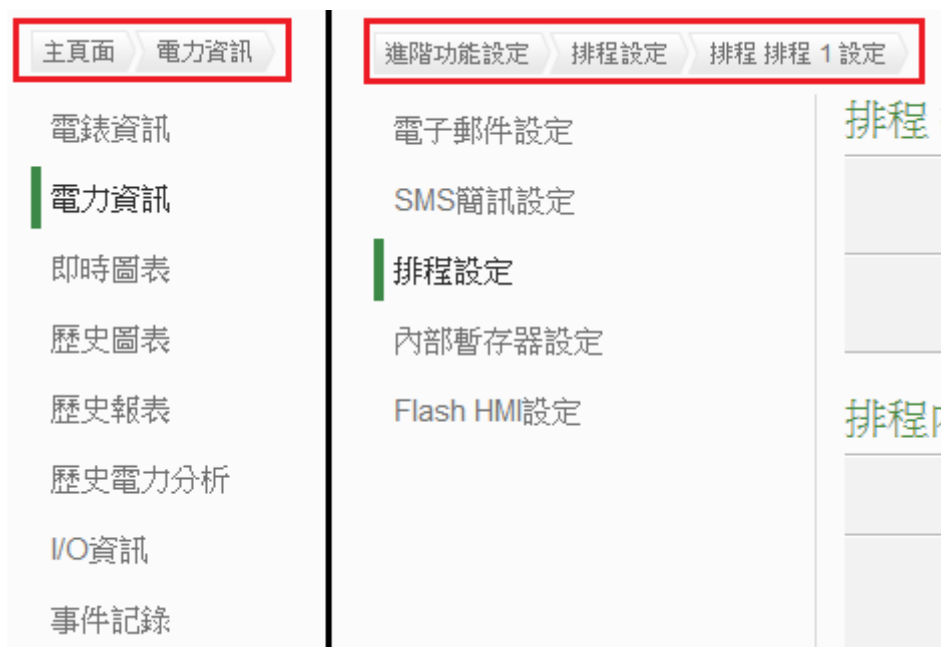 主頁面 電力資訊
電錶資訊
電力資訊
即時圖表
歷史圖表
歷史報表
歷史電力分析
I/O資訊
事件記錄
進階功能設定 排程設定 排程 排程 1 設定
電子郵件設定
SMS簡訊設定
排程設定
內部暫存器設定
Flash HMI設定
排程
排程內